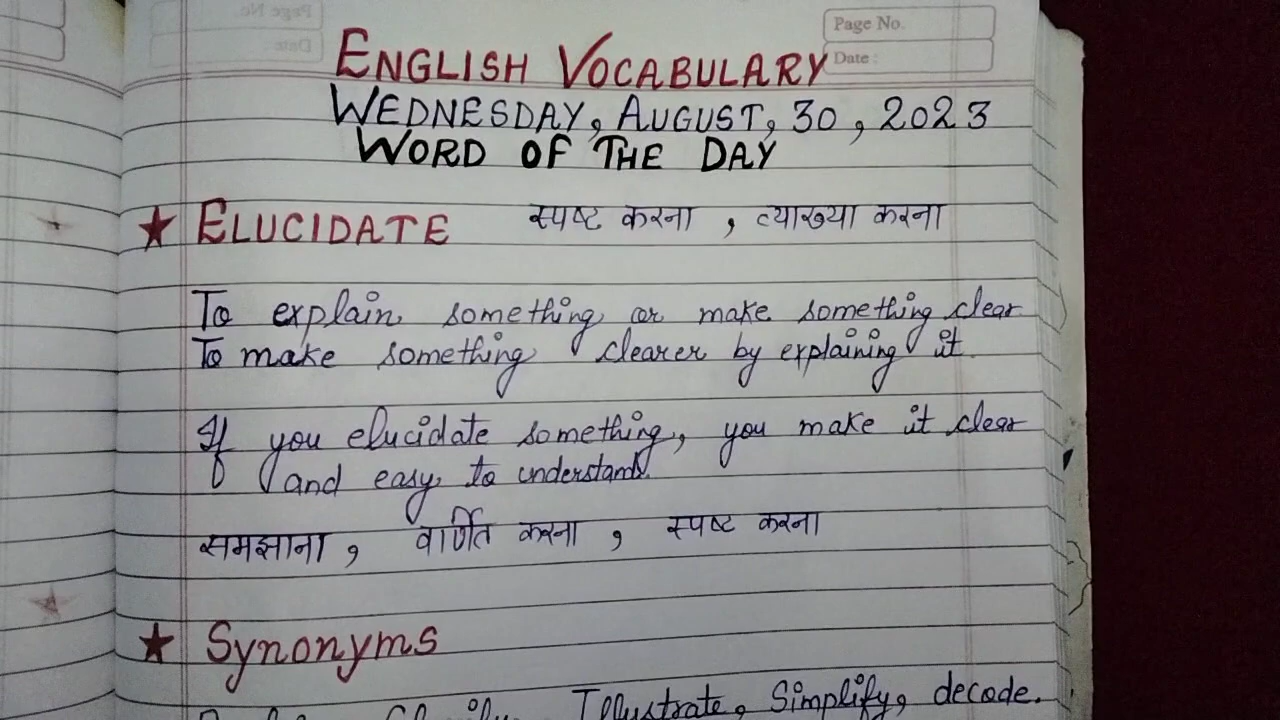 Page No.
Date :
ENGLISH VOCABULARY
WEDNESDAY, AUGUST, 30, 2023
WORD OF THE DAY
★ ELUCIDATE स्पष्ट करना , व्याख्या करना
To explain something or make something clear
To make something clearer by explaining it
If you elucidate something, you make it clear
and easy to understand.
समझाना , वार्णित करना , स्पष्ट करना
★ Synonyms
Clarify, Illustrate, Simplify, decode.